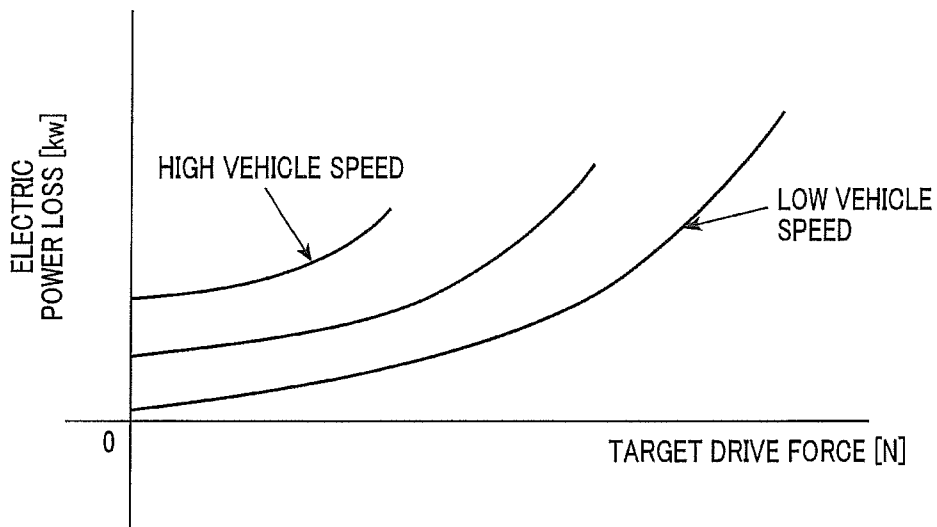 ELECTRIC
POWER LOSS [kw]
HIGH VEHICLE SPEED
LOW VEHICLE
SPEED
0
TARGET DRIVE FORCE [N]